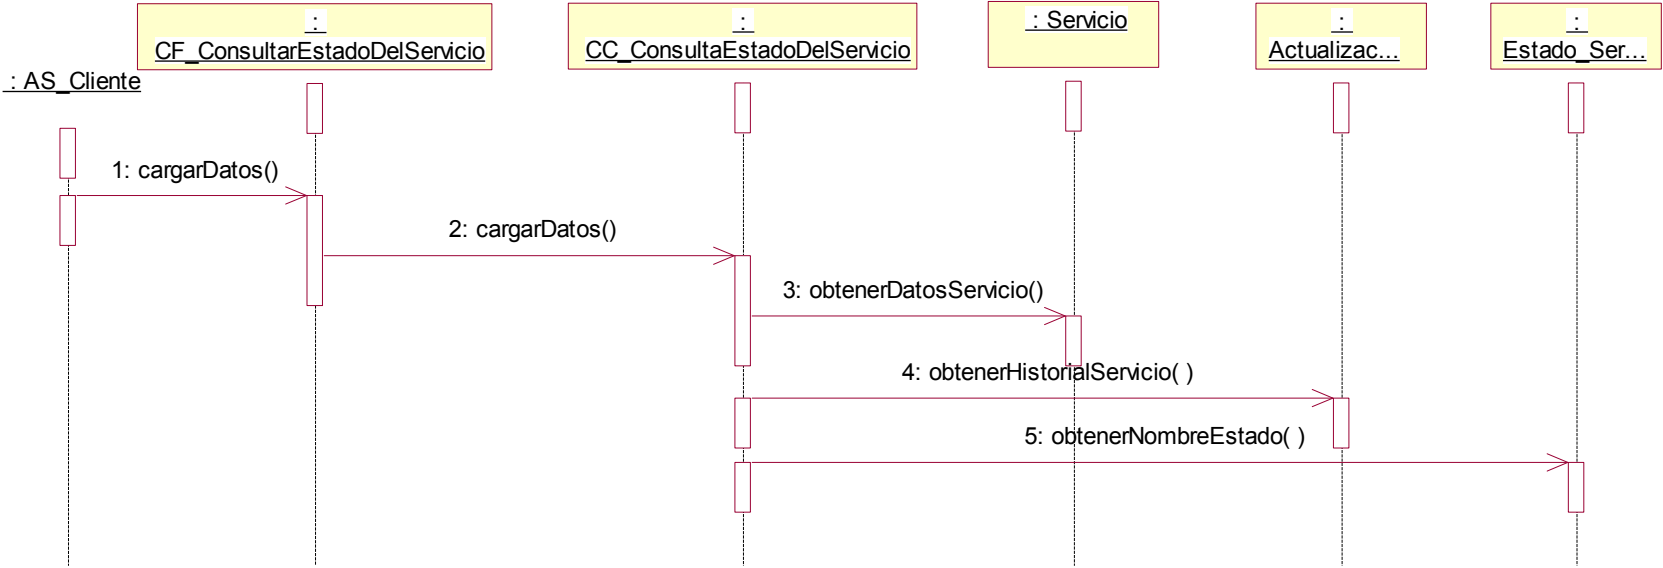 :
CF_ConsultarEstadoDelServicio
:
CC_ConsultaEstadoDelServicio
: Servicio
:
Actualizac...
:
Estado_Ser...
: AS_Cliente
1: cargarDatos()
2: cargarDatos()
3: obtenerDatosServicio()
4: obtenerHistorialServicio( )
5: obtenerNombreEstado( )